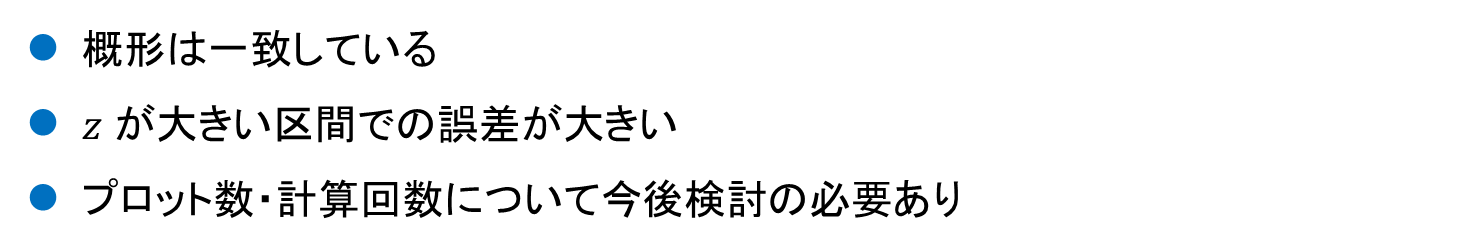 ● 概形は一致している
● z が大きい区間での誤差が大きい
● プロット数・計算回数について今後検討の必要あり